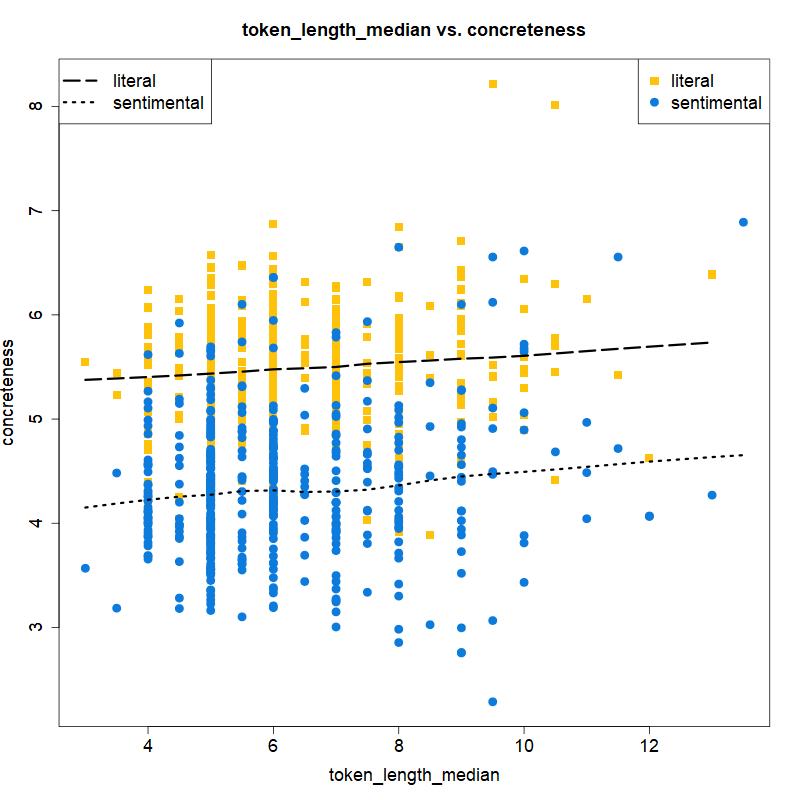 token_length_median vs. concreteness
literal
sentimental
literal
sentimental
concreteness
8
7
6
5
4
3
4 6 8 10 12
token_length_median